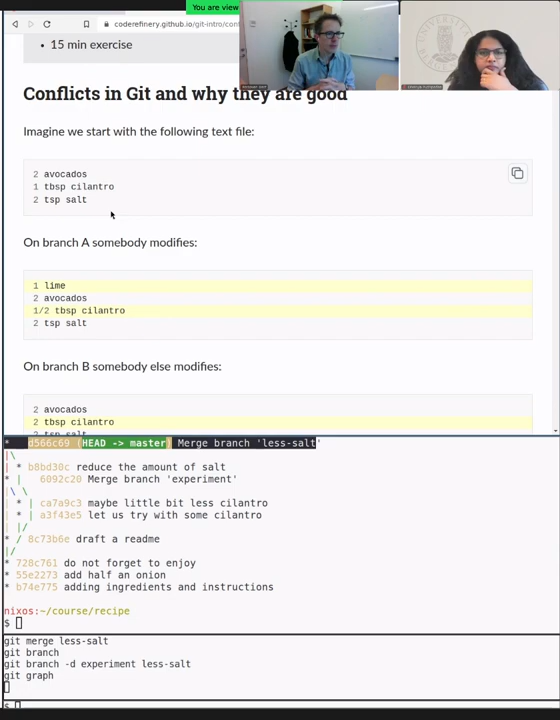 You are view
coderefinery.github.io/git-intro/con
• 15 min exercise
Conflicts in Git and why they are good
Imagine we start with the following text file:
2 avocados
1 tbsp cilantro
2 tsp salt
On branch A somebody modifies:
1 lime
2 avocados
1/2 tbsp cilantro
2 tsp salt
On branch B somebody else modifies:
2 avocados
2 tbsp cilantro
2 tsp salt
*   d566c69 (HEAD -> master) Merge branch 'less-salt'
|\
| * b8bd30c reduce the amount of salt
* |   6092c20 Merge branch 'experiment'
|\ \
| * | ca7a9c3 maybe little bit less cilantro
| * | a3f43e5 let us try with some cilantro
| |/
* / 8c73b6e draft a readme
|/
* 728c761 do not forget to enjoy
* 55e2273 add half an onion
* b74e775 adding ingredients and instructions
nixos:~/course/recipe
$
git merge less-salt
git branch
git branch -d experiment less-salt
git graph
$